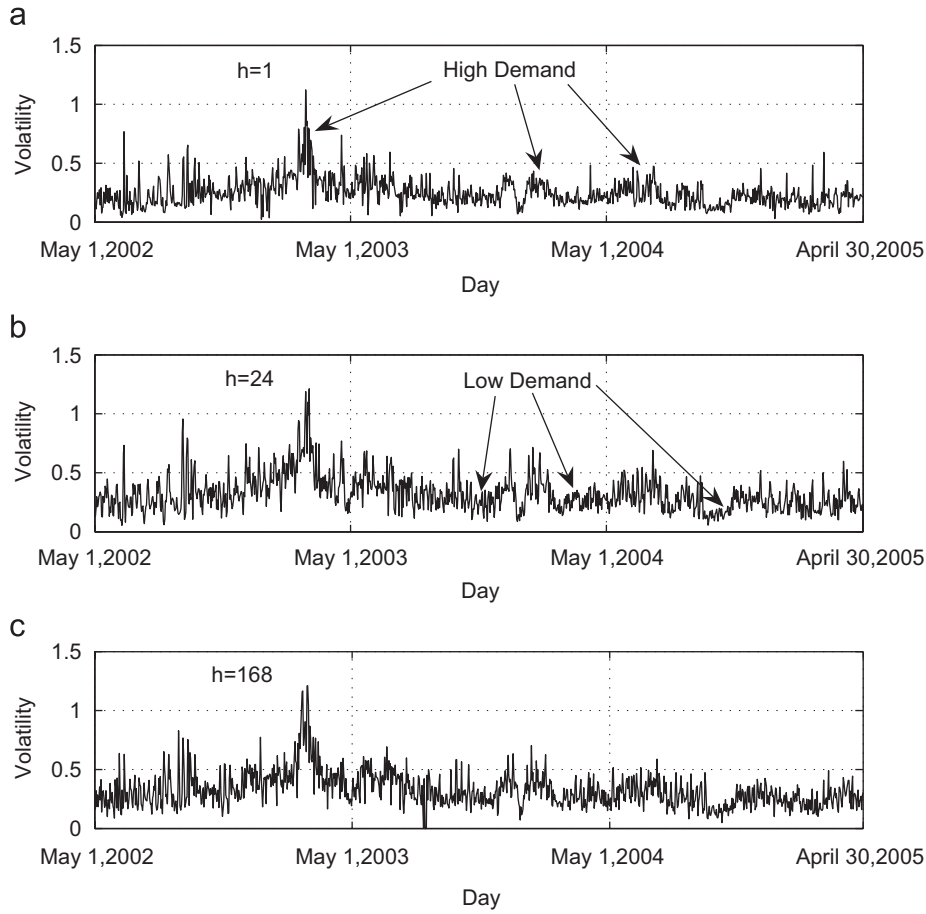 a
1.5
h=1
High Demand
1
Volatility
0.5
0
May 1,2002
May 1,2003
May 1,2004
April 30,2005
Day
b
1.5
h=24
Low Demand
1
Volatility
0.5
0
May 1,2002
May 1,2003
May 1,2004
April 30,2005
Day
c
1.5
h=168
1
Volatility
0.5
0
May 1,2002
May 1,2003
May 1,2004
April 30,2005
Day